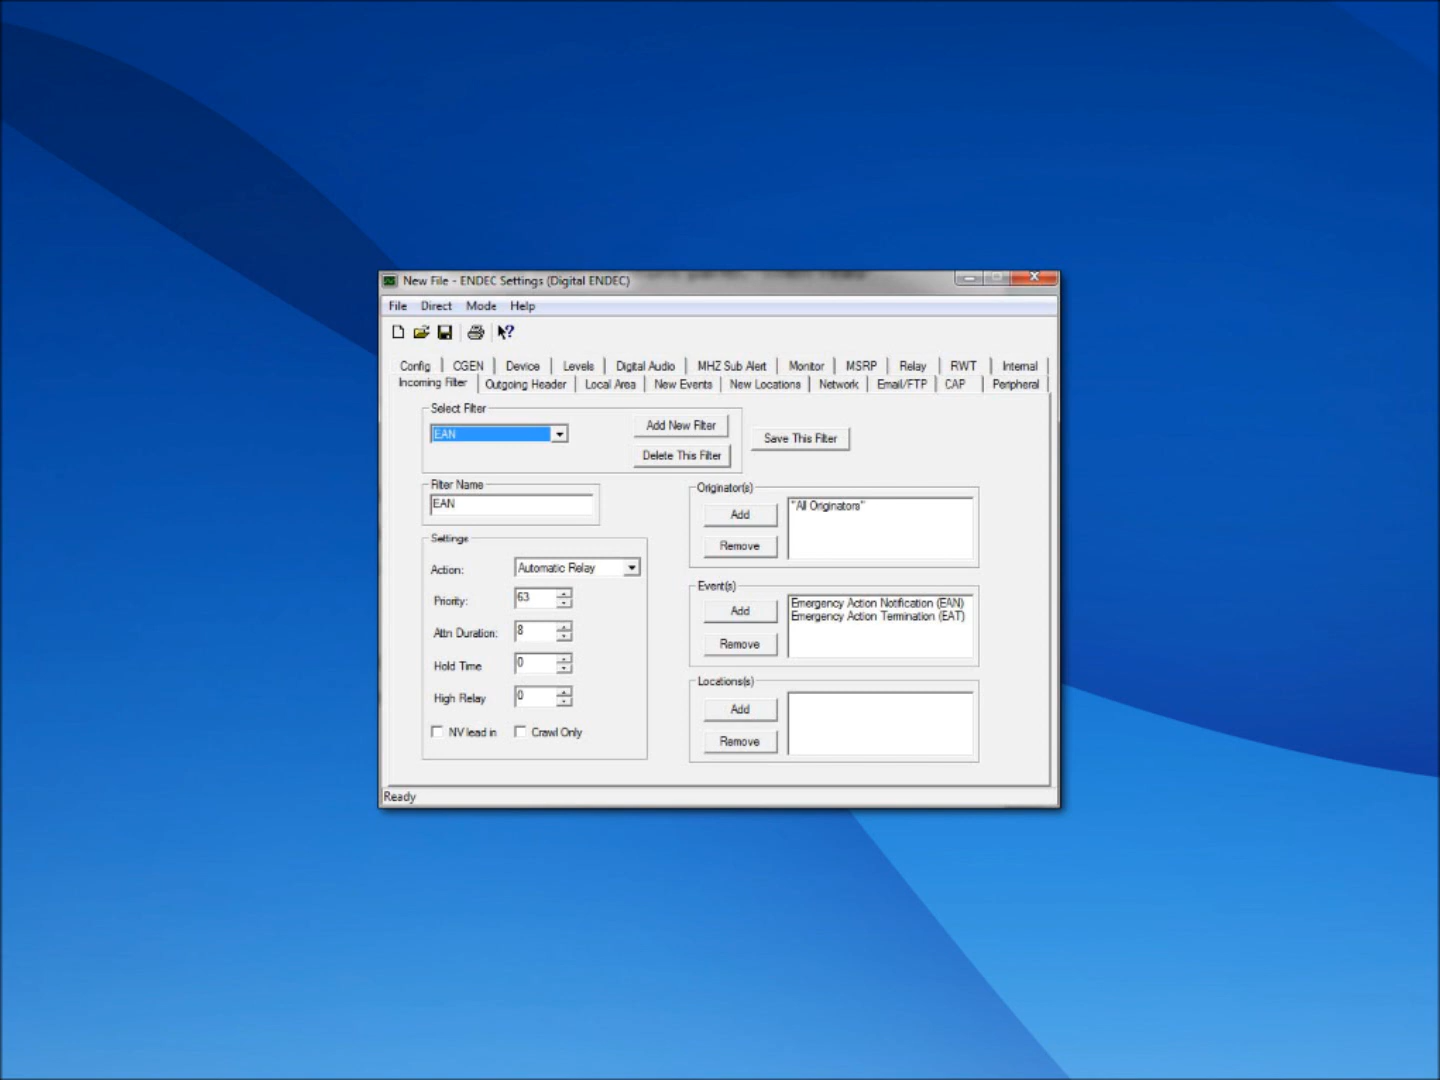 New File - ENDEC Settings (Digital ENDEC)
File Direct Mode Help
Config CGEN Device Levels Digital Audio MHZ Sub Alert Monitor MSRP Relay RWT Internal
Incoming Filter Outgoing Header Local Area New Events New Locations Network Email/FTP CAP Peripheral
Select Filter
EAN
Add New Filter
Delete This Filter
Save This Filter
Filter Name
EAN
Settings
Action: Automatic Relay
Priority: 63
Attn Duration: 8
Hold Time 0
High Relay 0
NV lead in Crawl Only
Originator(s)
Add
Remove
"All Originators"
Event(s)
Add
Remove
Emergency Action Notification (EAN)
Emergency Action Termination (EAT)
Locations(s)
Add
Remove
Ready